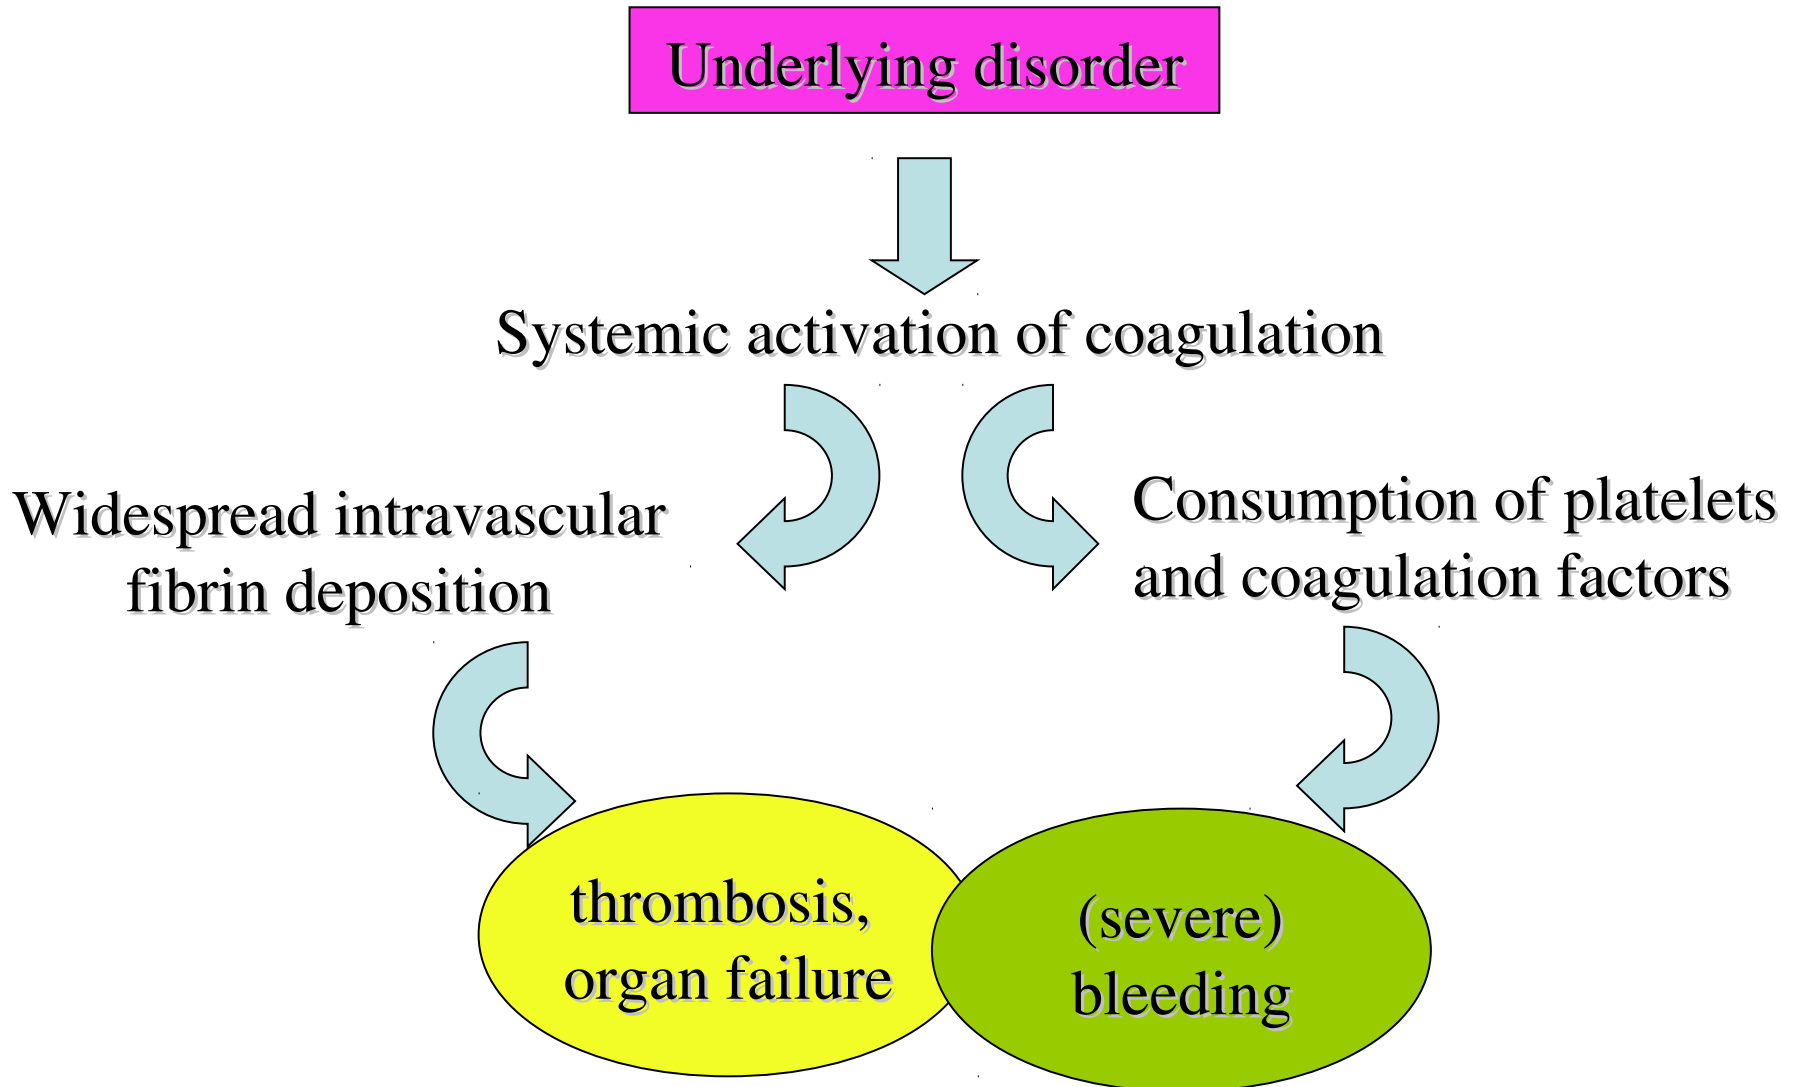 Underlying disorder
Systemic activation of coagulation
Widespread intravascular
fibrin deposition
Consumption of platelets
and coagulation factors
thrombosis,
organ failure
(severe)
bleeding